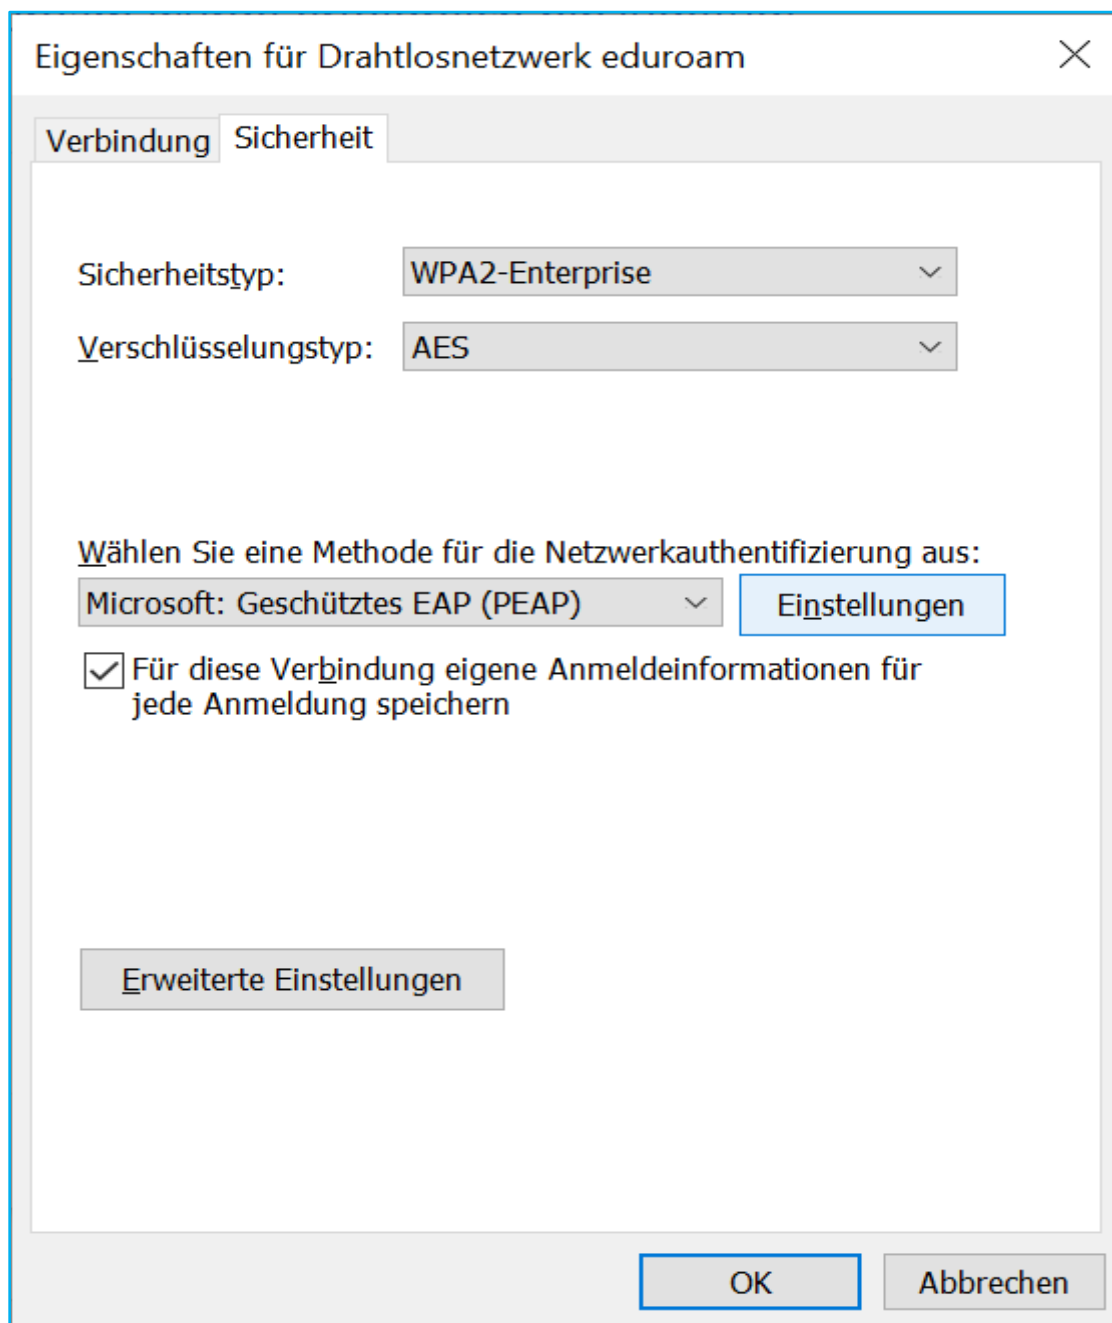 Eigenschaften für Drahtlosnetzwerk eduroam
Verbindung
Sicherheit
Sicherheitstyp:
WPA2-Enterprise
Verschlüsselungstyp:
AES
Wählen Sie eine Methode für die Netzwerkauthentifizierung aus:
Microsoft: Geschütztes EAP (PEAP)
Einstellungen
Für diese Verbindung eigene Anmeldeinformationen für
jede Anmeldung speichern
Erweiterte Einstellungen
OK
Abbrechen